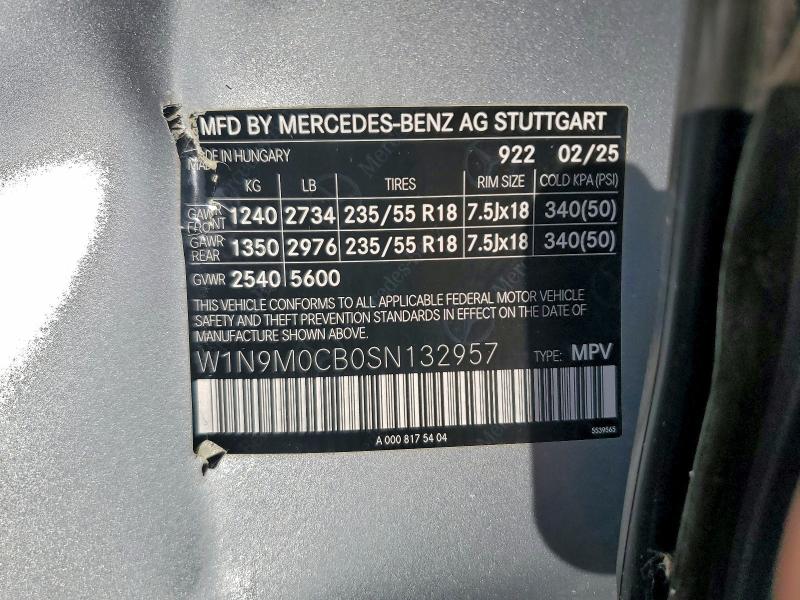 MFD BY MERCEDES-BENZ AG STUTTGART
MADE IN HUNGARY 922 02/25
KG LB TIRES RIM SIZE COLD KPA (PSI)
GAWR FRONT 1240 2734 235/55 R18 7.5Jx18 340(50)
GAWR REAR 1350 2976 235/55 R18 7.5Jx18 340(50)
GVWR 2540 5600
THIS VEHICLE CONFORMS TO ALL APPLICABLE FEDERAL MOTOR VEHICLE
SAFETY AND THEFT PREVENTION STANDARDS IN EFFECT ON THE DATE OF
MANUFACTURE SHOWN ABOVE.
W1N9M0CB0SN132957 TYPE: MPV
A 000 817 54 04 5539565